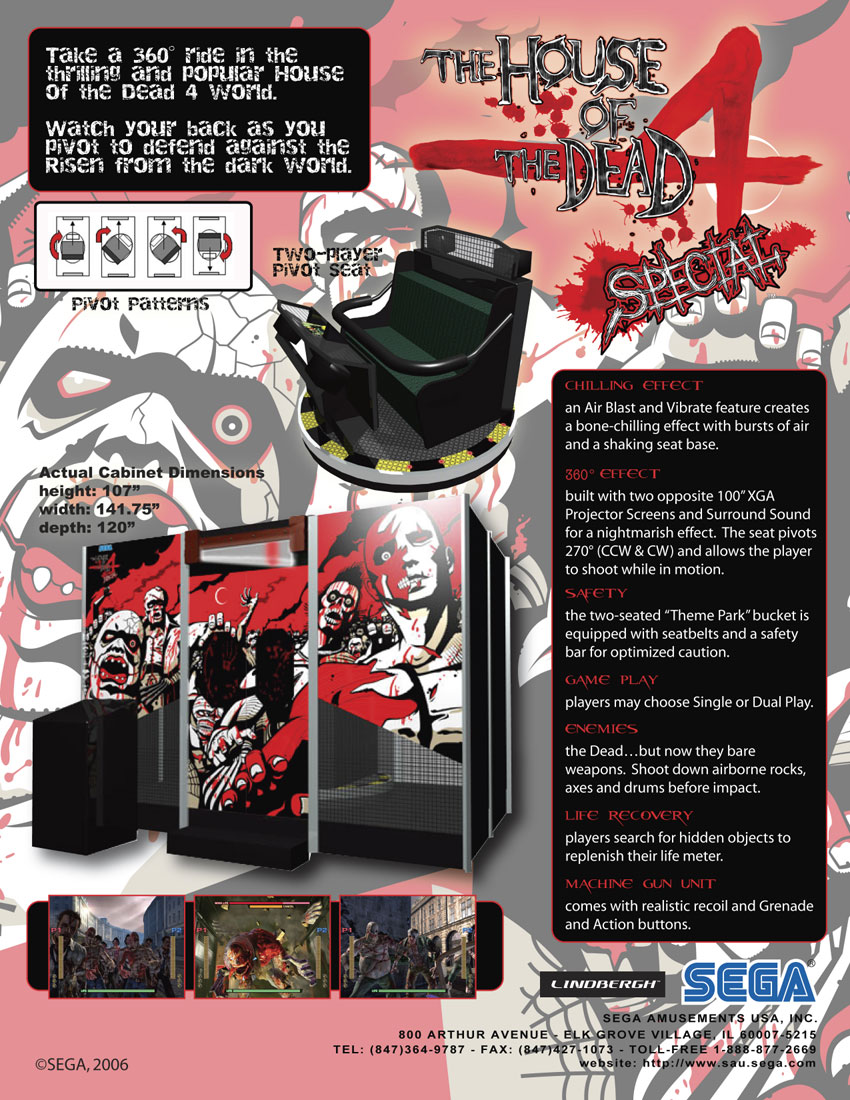 Take a 360° ride in the
thrilling and popular House
of the Dead 4 World.
Watch your back as you
pivot to defend against the
Risen from the dark World.
THE HOUSE
OF
THE DEAD
4
SPECIAL
Pivot Patterns
Two-player
Pivot seat
Actual Cabinet Dimensions
height: 107”
width: 141.75”
depth: 120”
SEGA
CHILLING EFFECT
an Air Blast and Vibrate feature creates
a bone-chilling effect with bursts of air
and a shaking seat base.
360° EFFECT
built with two opposite 100” XGA
Projector Screens and Surround Sound
for a nightmarish effect. The seat pivots
270° (CCW & CW) and allows the player
to shoot while in motion.
SAFETY
the two-seated “Theme Park” bucket is
equipped with seatbelts and a safety
bar for optimized caution.
GAME PLAY
players may choose Single or Dual Play.
ENEMIES
the Dead…but now they bare
weapons. Shoot down airborne rocks,
axes and drums before impact.
LIFE RECOVERY
players search for hidden objects to
replenish their life meter.
MACHINE GUN UNIT
comes with realistic recoil and Grenade
and Action buttons.
P1 P2
P1 P2
LINDBERGH SEGA®
SEGA AMUSEMENTS USA, INC.
800 ARTHUR AVENUE - ELK GROVE VILLAGE, IL 60007-5215
TEL: (847)364-9787 - FAX: (847)427-1073 - TOLL-FREE 1-888-877-2669
website: http://www.sau.sega.com
©SEGA, 2006